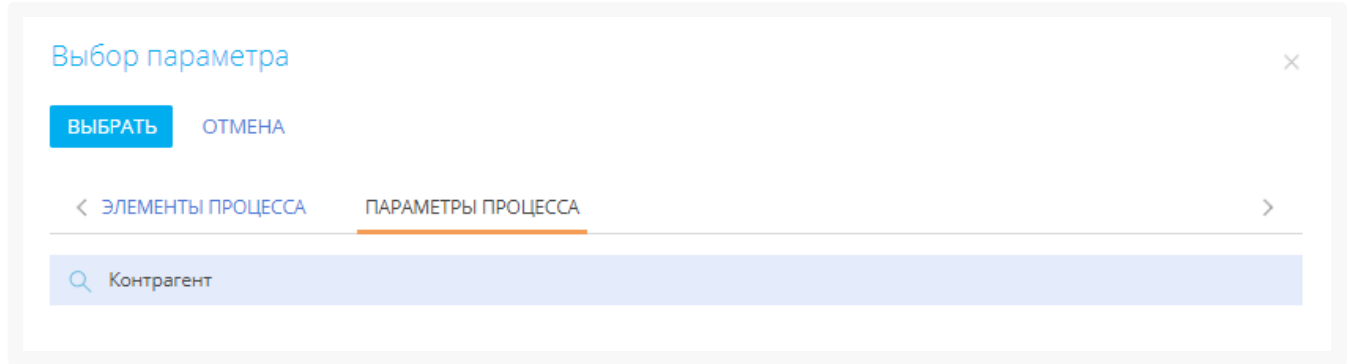 Выбор параметра
ВЫБРАТЬ ОТМЕНА
ЭЛЕМЕНТЫ ПРОЦЕССА ПАРАМЕТРЫ ПРОЦЕССА
Контрагент